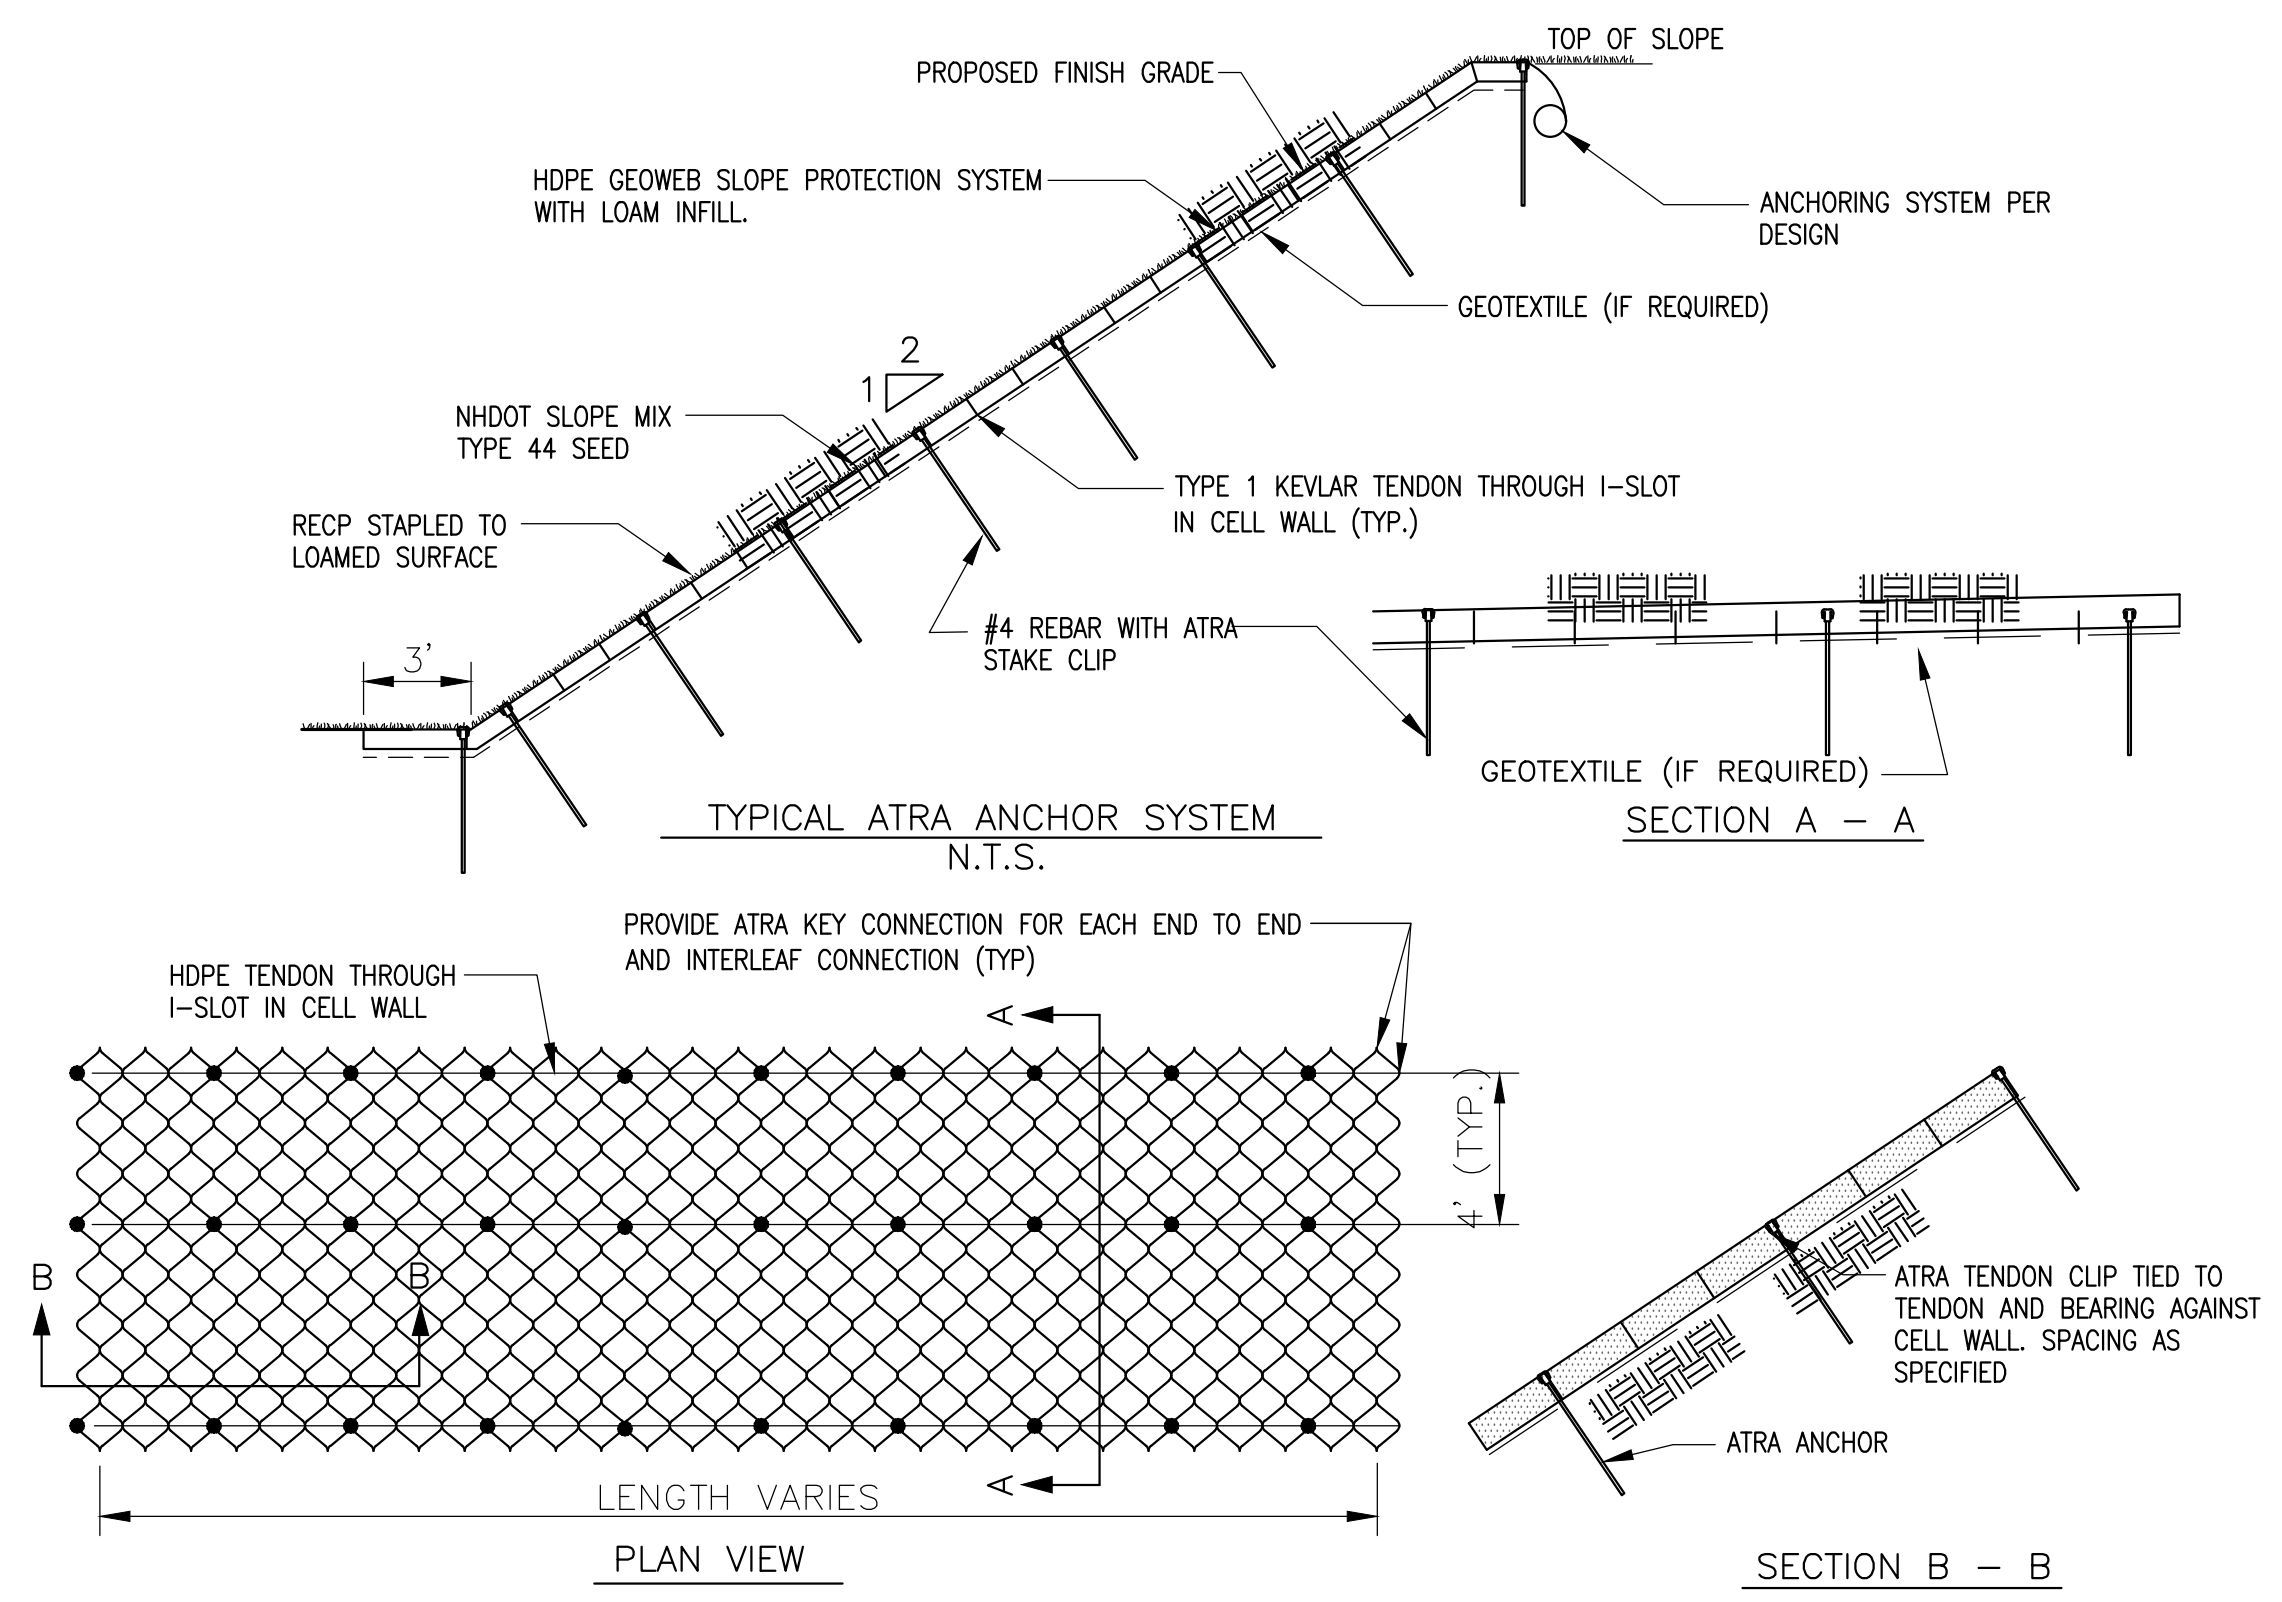 TOP OF SLOPE
PROPOSED FINISH GRADE
HDPE GEOWEB SLOPE PROTECTION SYSTEM
WITH LOAM INFILL.
ANCHORING SYSTEM PER
DESIGN
GEOTEXTILE (IF REQUIRED)
2
1
NHDOT SLOPE MIX
TYPE 44 SEED
TYPE 1 KEVLAR TENDON THROUGH I-SLOT
IN CELL WALL (TYP.)
RECP STAPLED TO
LOAMED SURFACE
#4 REBAR WITH ATRA
STAKE CLIP
3'
GEOTEXTILE (IF REQUIRED)
TYPICAL ATRA ANCHOR SYSTEM
N.T.S.
SECTION A - A
PROVIDE ATRA KEY CONNECTION FOR EACH END TO END
AND INTERLEAF CONNECTION (TYP)
HDPE TENDON THROUGH
I-SLOT IN CELL WALL
A
4' (TYP.)
B
B
ATRA TENDON CLIP TIED TO
TENDON AND BEARING AGAINST
CELL WALL. SPACING AS
SPECIFIED
ATRA ANCHOR
A
LENGTH VARIES
PLAN VIEW
SECTION B - B